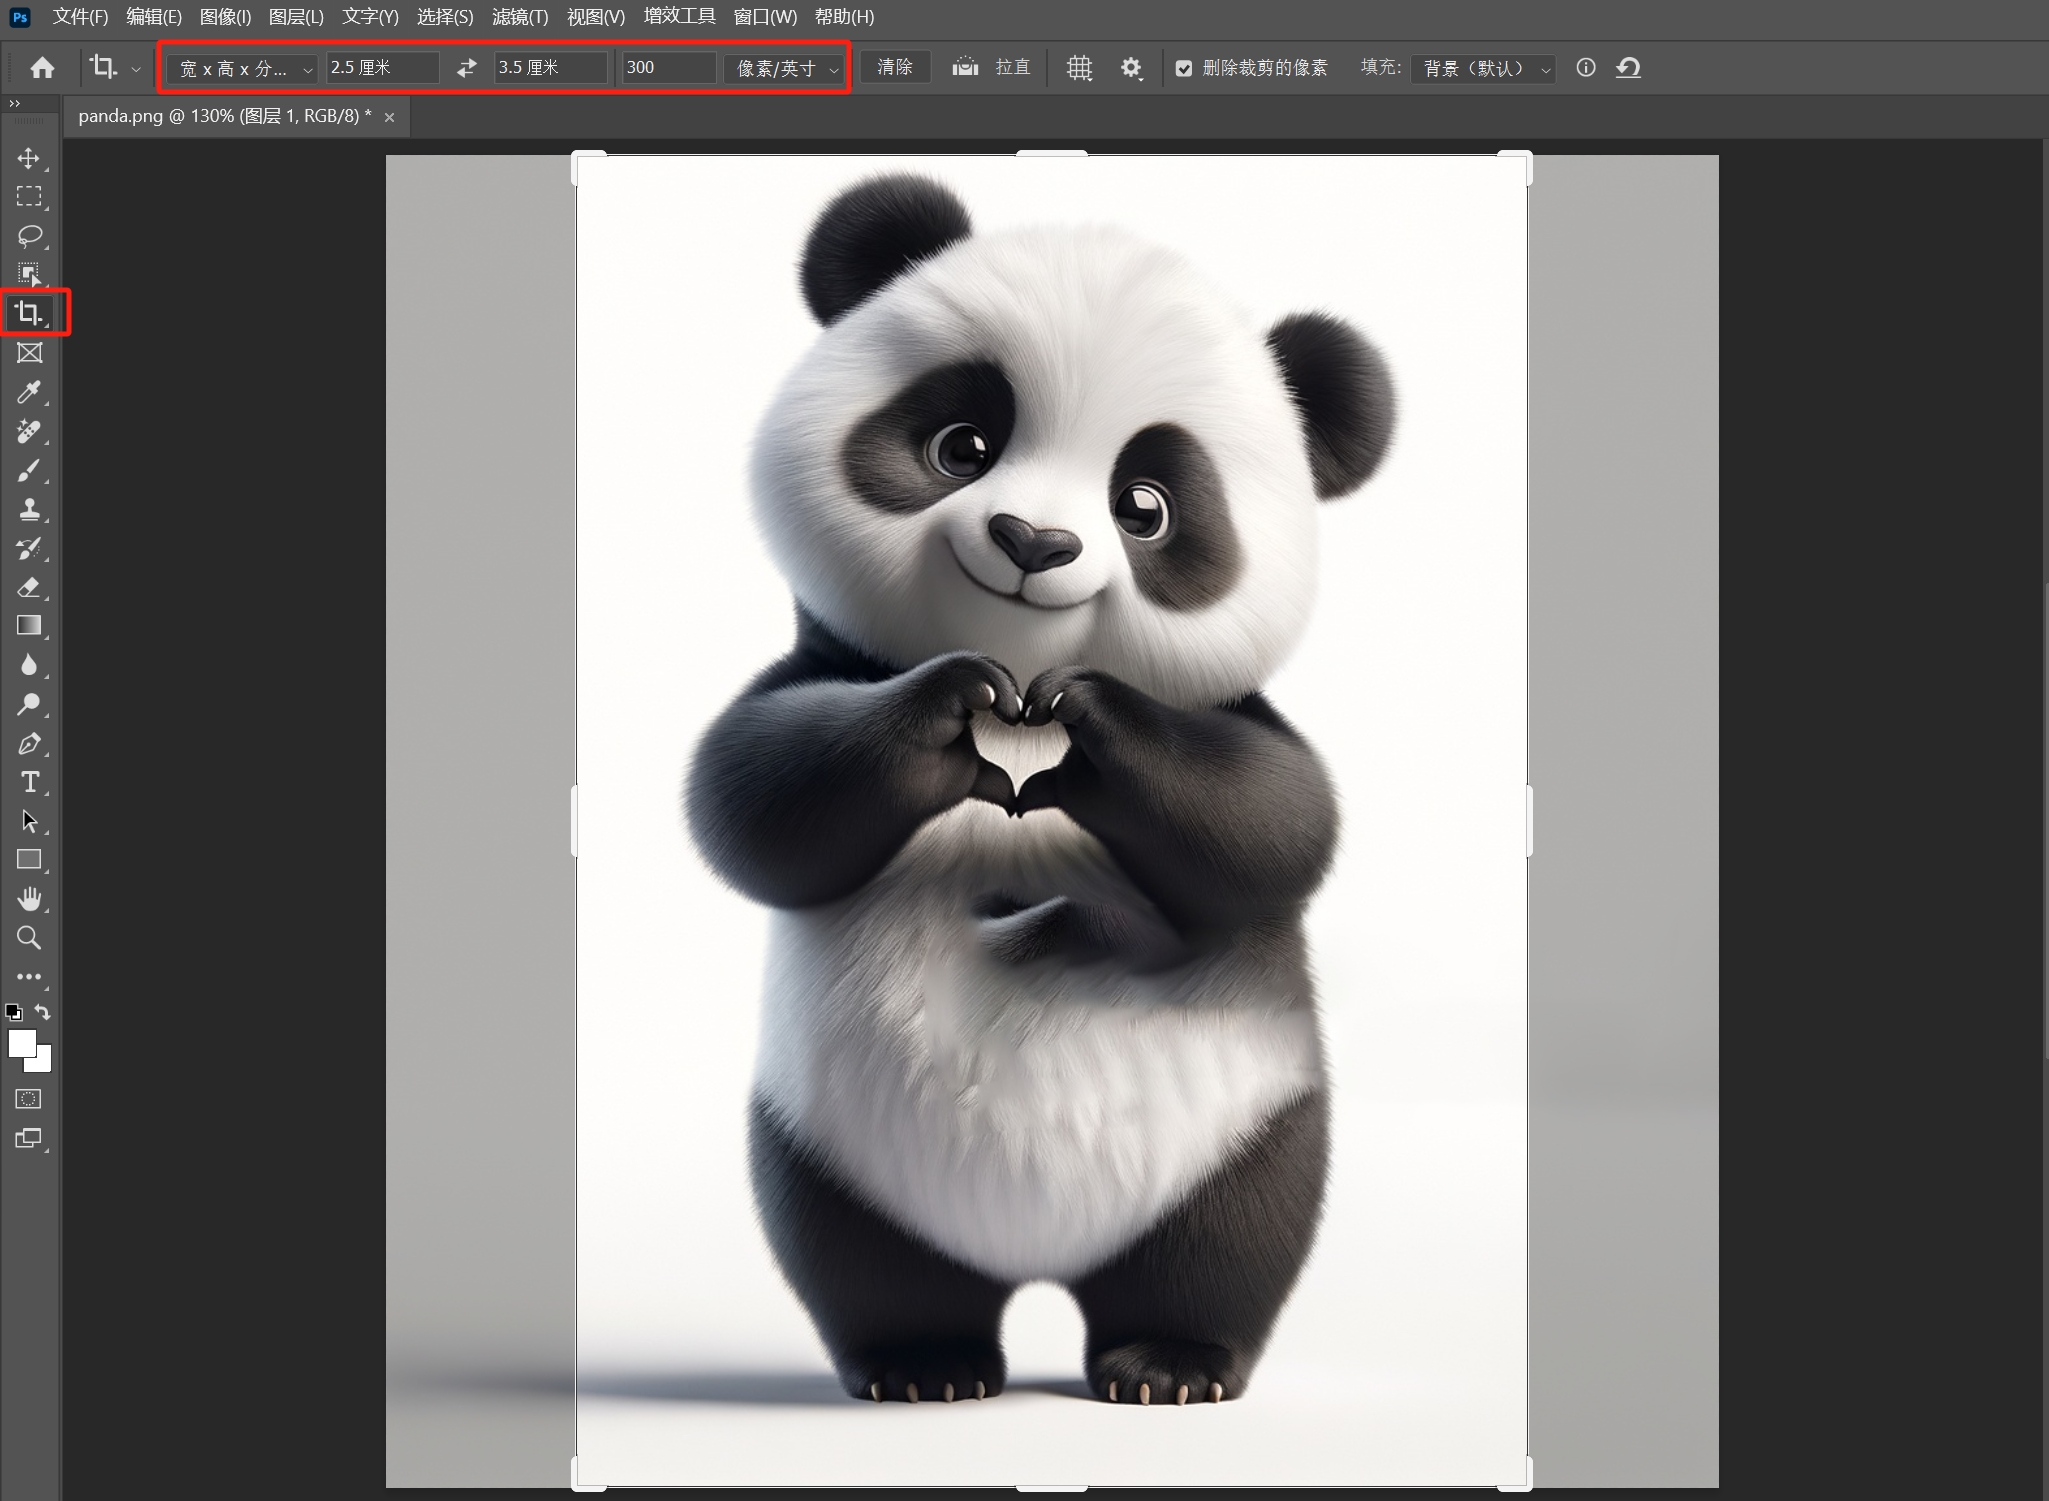 Ps 文件(F) 编辑(E) 图像(I) 图层(L) 文字(Y) 选择(S) 滤镜(T) 视图(V) 增效工具 窗口(W) 帮助(H)
宽 x 高 x 分... 2.5 厘米 3.5 厘米 300 像素/英寸 清除 拉直 删除裁剪的像素 填充: 背景（默认）
panda.png @ 130% (图层 1, RGB/8) * ×
T